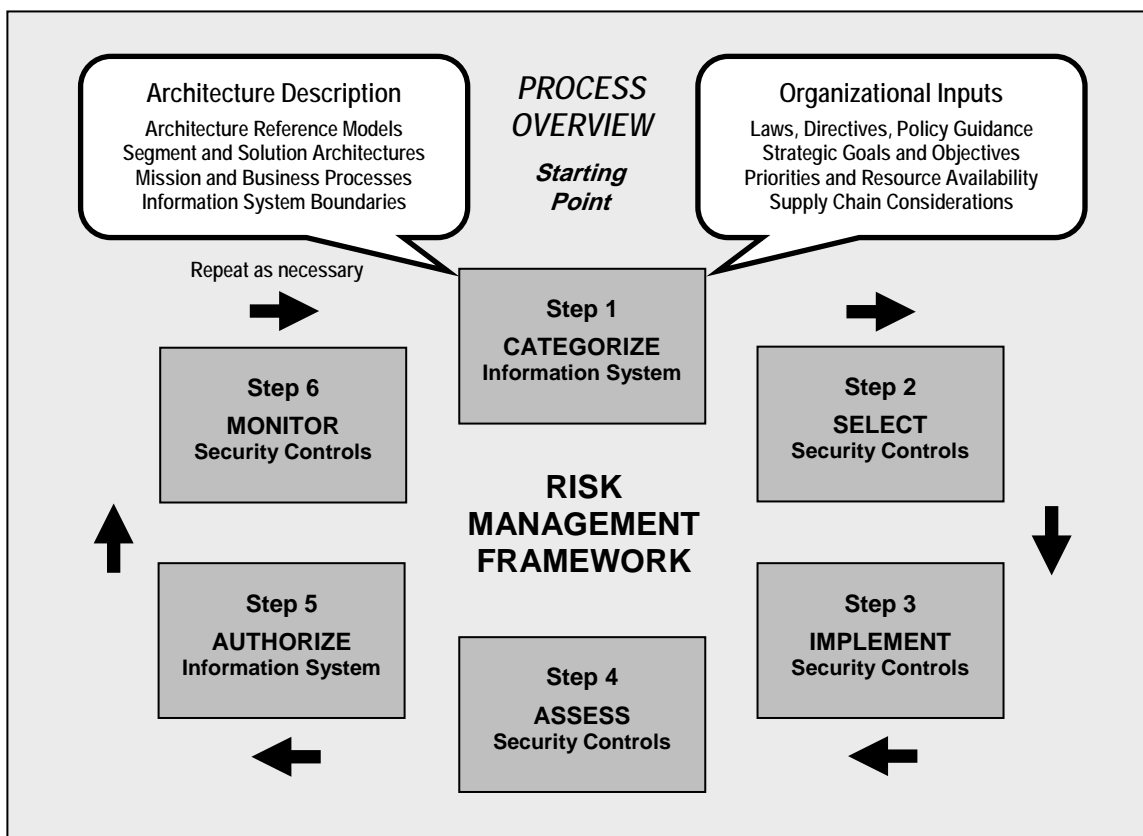 Architecture Description
Architecture Reference Models
Segment and Solution Architectures
Mission and Business Processes
Information System Boundaries
PROCESS
OVERVIEW
Starting
Point
Organizational Inputs
Laws, Directives, Policy Guidance
Strategic Goals and Objectives
Priorities and Resource Availability
Supply Chain Considerations
Repeat as necessary
Step 1
CATEGORIZE
Information System
Step 2
SELECT
Security Controls
Step 3
IMPLEMENT
Security Controls
Step 4
ASSESS
Security Controls
Step 5
AUTHORIZE
Information System
Step 6
MONITOR
Security Controls
RISK
MANAGEMENT
FRAMEWORK